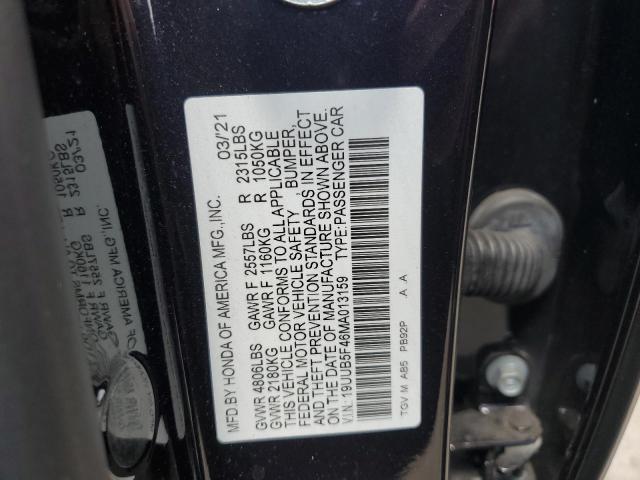 MFD BY HONDA OF AMERICA MFG.,INC. 03/'21
GVWR 4806LBS GAWR F 2557LBS R 2315LBS
GVWR 2180KG GAWR F 1160KG R 1050KG
THIS VEHICLE CONFORMS TO ALL APPLICABLE
FEDERAL MOTOR VEHICLE SAFETY , BUMPER,
AND THEFT PREVENTION STANDARDS IN EFFECT
ON THE DATE OF MANUFACTURE SHOWN ABOVE.
V.I.N.: 19UUB5F46MA013159 TYPE:PASSENGER CAR
TGV M A85 PB92P A A